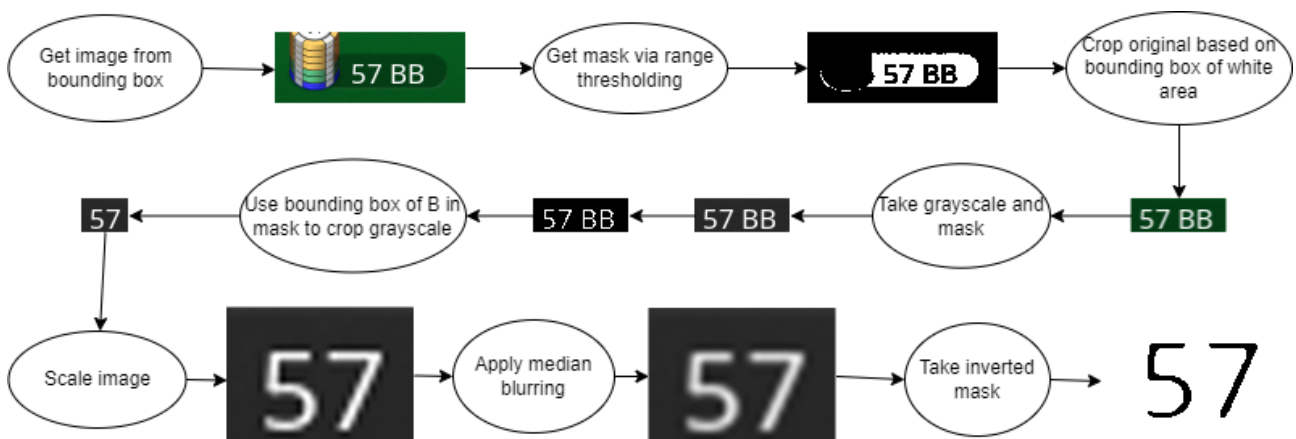 Get image from
bounding box
57 BB
Get mask via range
thresholding
57 BB
Crop original based on
bounding box of white
area
57 BB
Take grayscale and
mask
57 BB
57 BB
Use bounding box of B in
mask to crop grayscale
57
Scale image
57
Apply median
blurring
57
Take inverted
mask
57